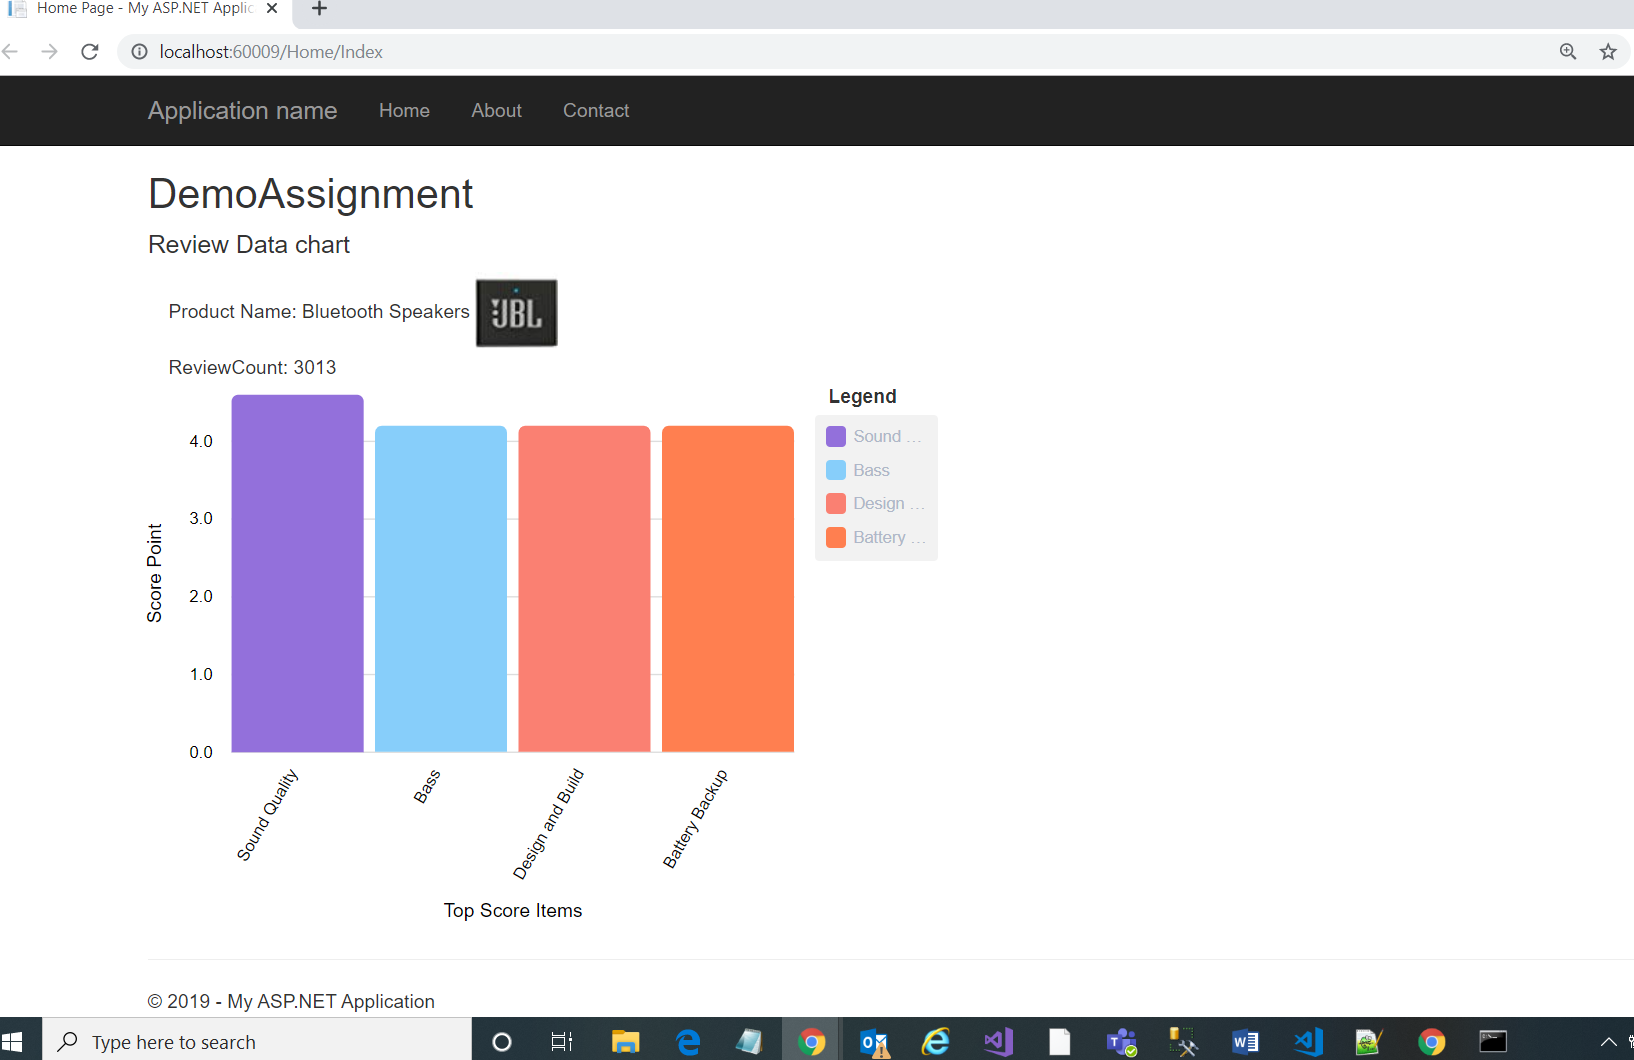 Home Page - My ASP.NET Applic
localhost:60009/Home/Index
Application name Home About Contact
DemoAssignment
Review Data chart
Product Name: Bluetooth Speakers JBL
ReviewCount: 3013
Legend
Sound ...
Bass
Design ...
Battery ...
4.0
3.0
2.0
1.0
0.0
Score Point
Sound Quality
Bass
Design and Build
Battery Backup
Top Score Items
© 2019 - My ASP.NET Application
Type here to search